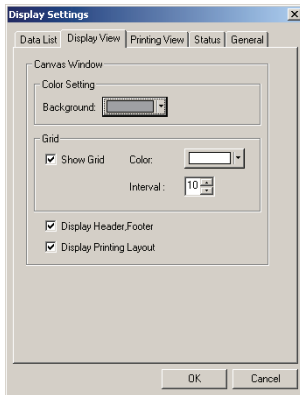 Display Settings
Data List Display View Printing View Status General
Canvas Window
Color Setting
Background:
Grid
Show Grid Color:
Interval : 10
Display Header,Footer
Display Printing Layout
OK Cancel